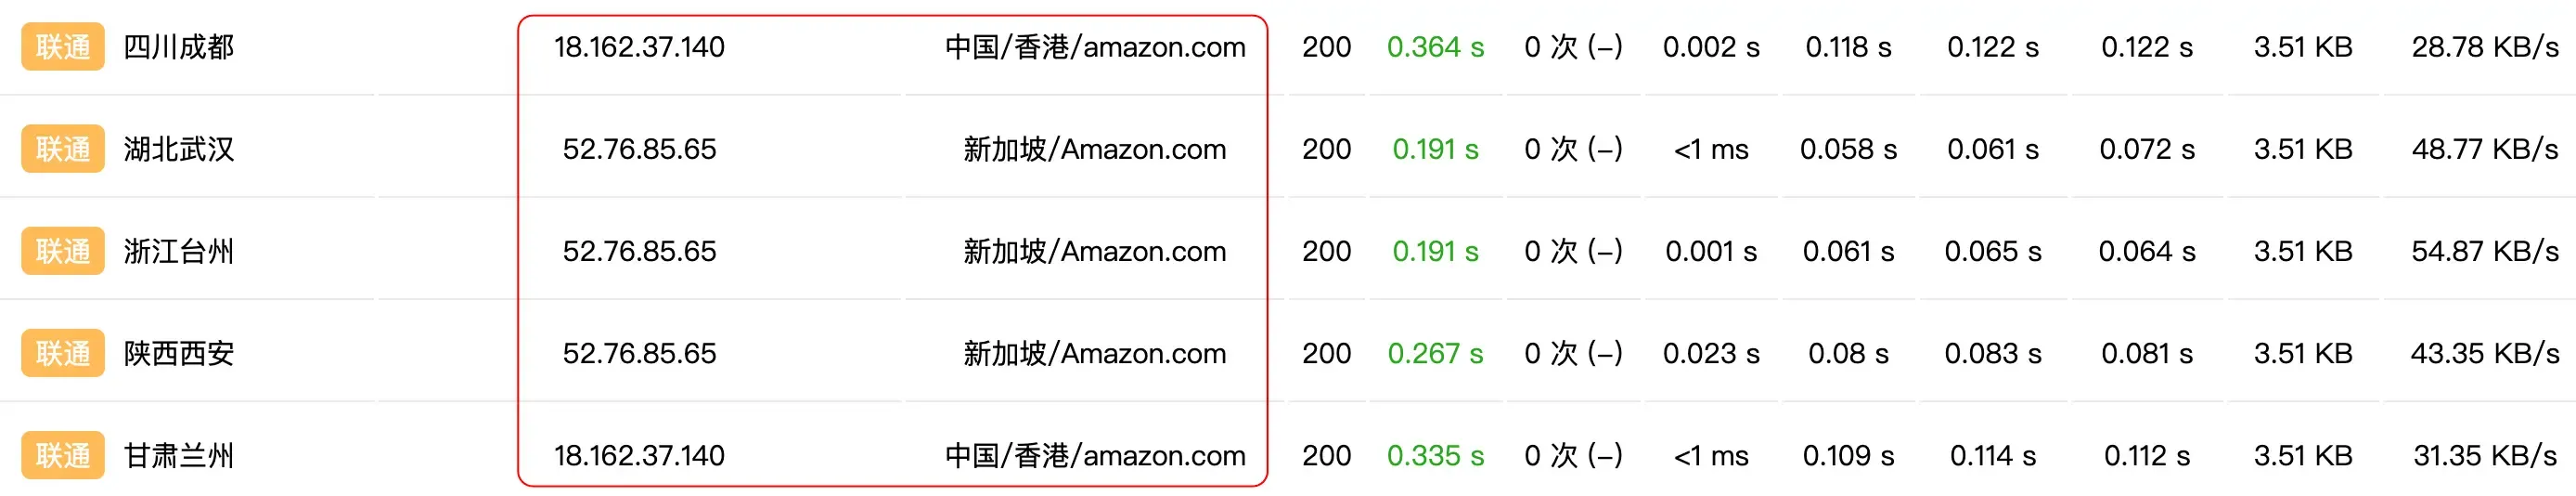 联通 四川成都 18.162.37.140 中国/香港/amazon.com 200 0.364 s 0 次 (–) 0.002 s 0.118 s 0.122 s 0.122 s 3.51 KB 28.78 KB/s
联通 湖北武汉 52.76.85.65 新加坡/Amazon.com 200 0.191 s 0 次 (–) <1 ms 0.058 s 0.061 s 0.072 s 3.51 KB 48.77 KB/s
联通 浙江台州 52.76.85.65 新加坡/Amazon.com 200 0.191 s 0 次 (–) 0.001 s 0.061 s 0.065 s 0.064 s 3.51 KB 54.87 KB/s
联通 陕西西安 52.76.85.65 新加坡/Amazon.com 200 0.267 s 0 次 (–) 0.023 s 0.08 s 0.083 s 0.081 s 3.51 KB 43.35 KB/s
联通 甘肃兰州 18.162.37.140 中国/香港/amazon.com 200 0.335 s 0 次 (–) <1 ms 0.109 s 0.114 s 0.112 s 3.51 KB 31.35 KB/s